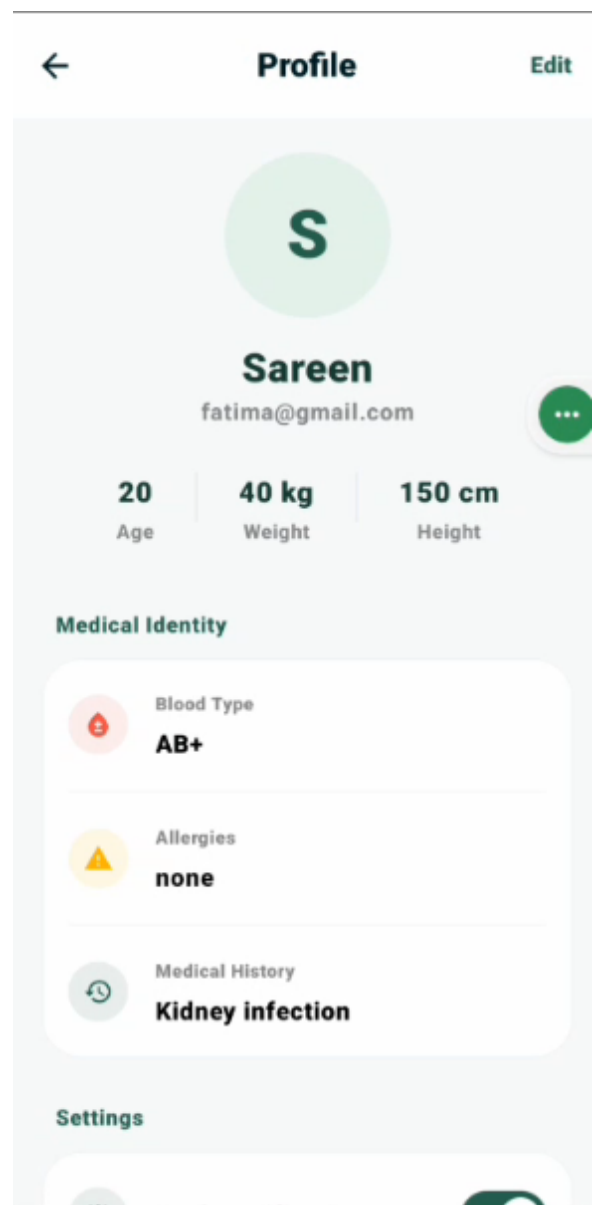 Profile
Edit
S
Sareen
fatima@gmail.com
20
40 kg
150 cm
Age
Weight
Height
Medical Identity
Blood Type
AB+
Allergies
none
Medical History
Kidney infection
Settings